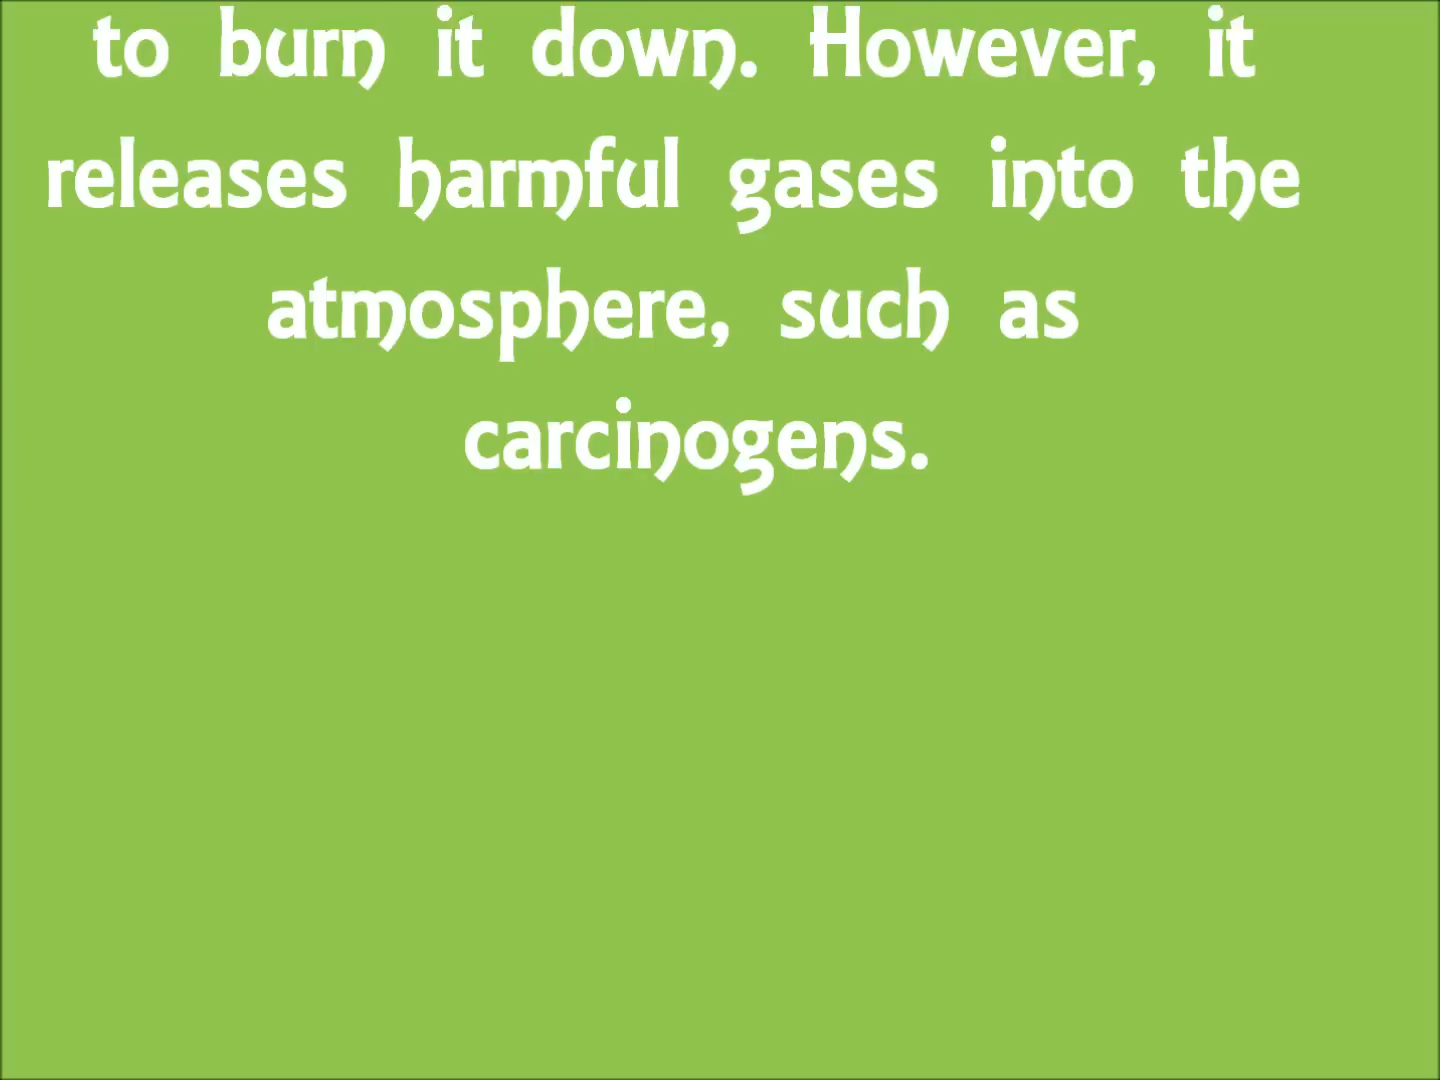 to burn it down. However, it
releases harmful gases into the
atmosphere, such as
carcinogens.